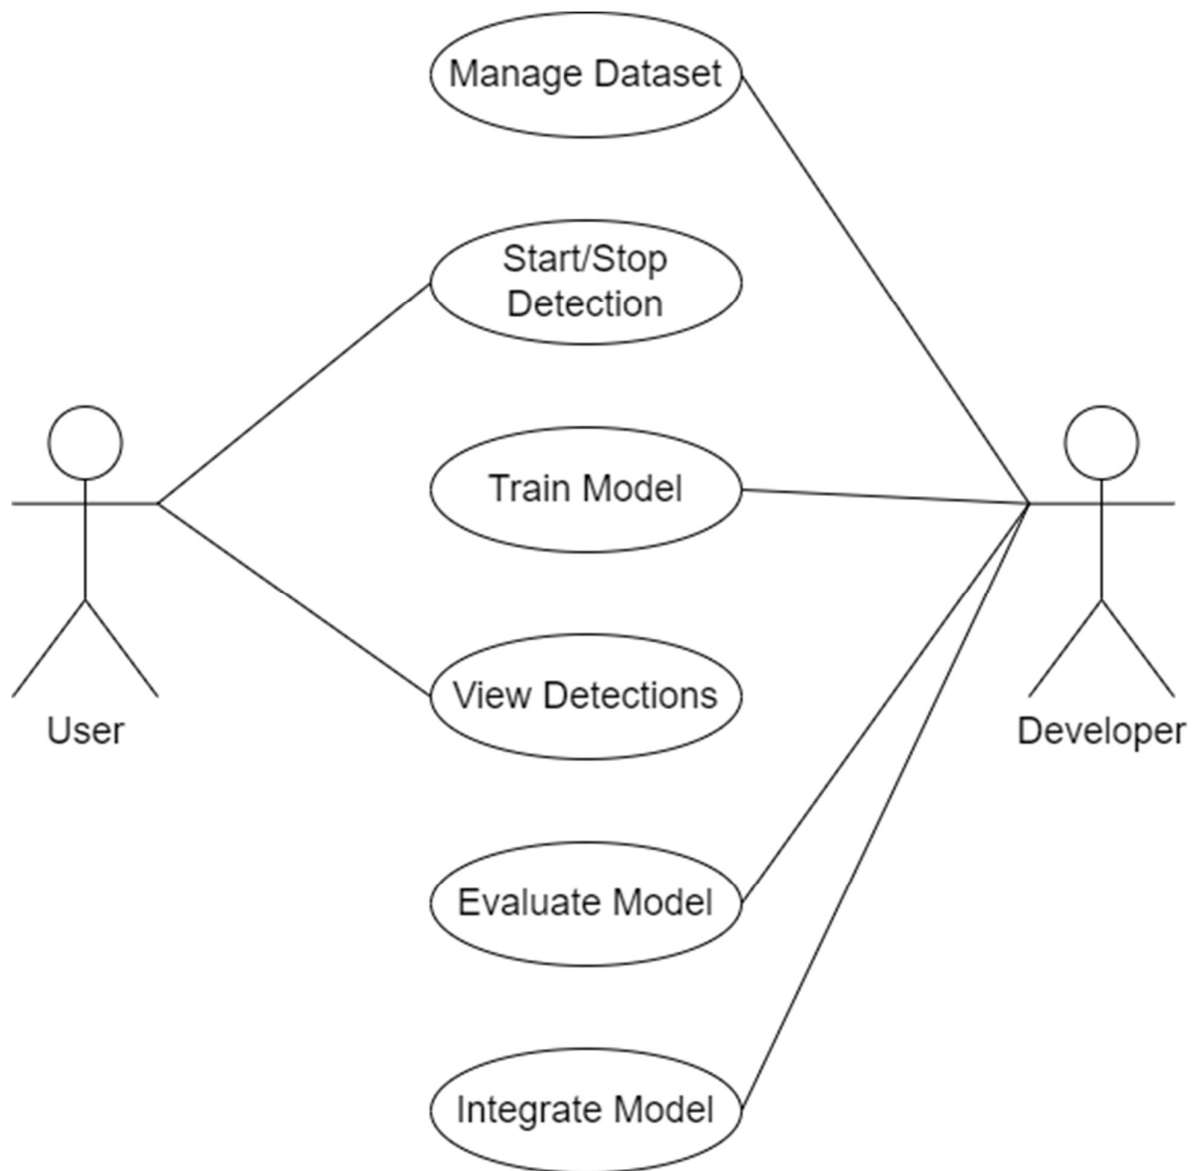 Manage Dataset
Start/Stop
Detection
Train Model
View Detections
User
Developer
Evaluate Model
Integrate Model